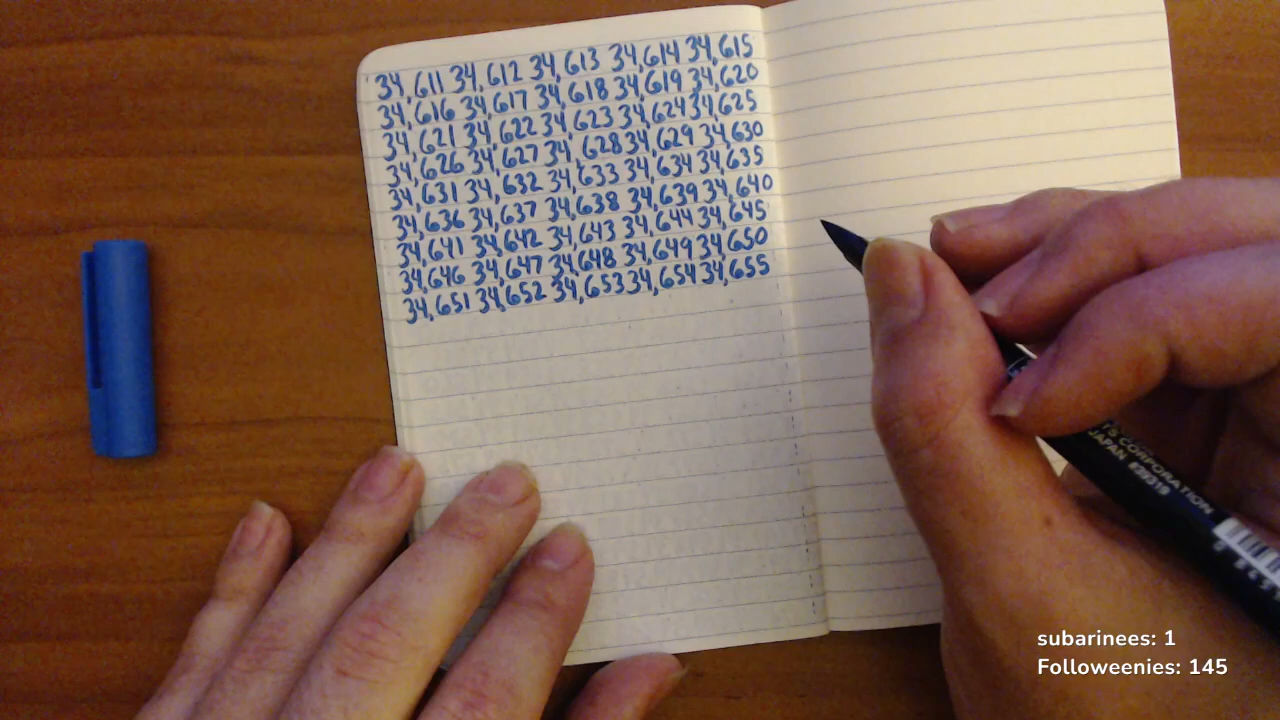 34,611 34,612 34,613 34,614 34,615
34,616 34,617 34,618 34,619 34,620
34,621 34,622 34,623 34,624 34,625
34,626 34,627 34,628 34,629 34,630
34,631 34,632 34,633 34,634 34,635
34,636 34,637 34,638 34,639 34,640
34,641 34,642 34,643 34,644 34,645
34,646 34,647 34,648 34,649 34,650
34,651 34,652 34,653 34,654 34,655
TS CORPORATION
JAPAN
subarinees: 1
Followeenies: 145